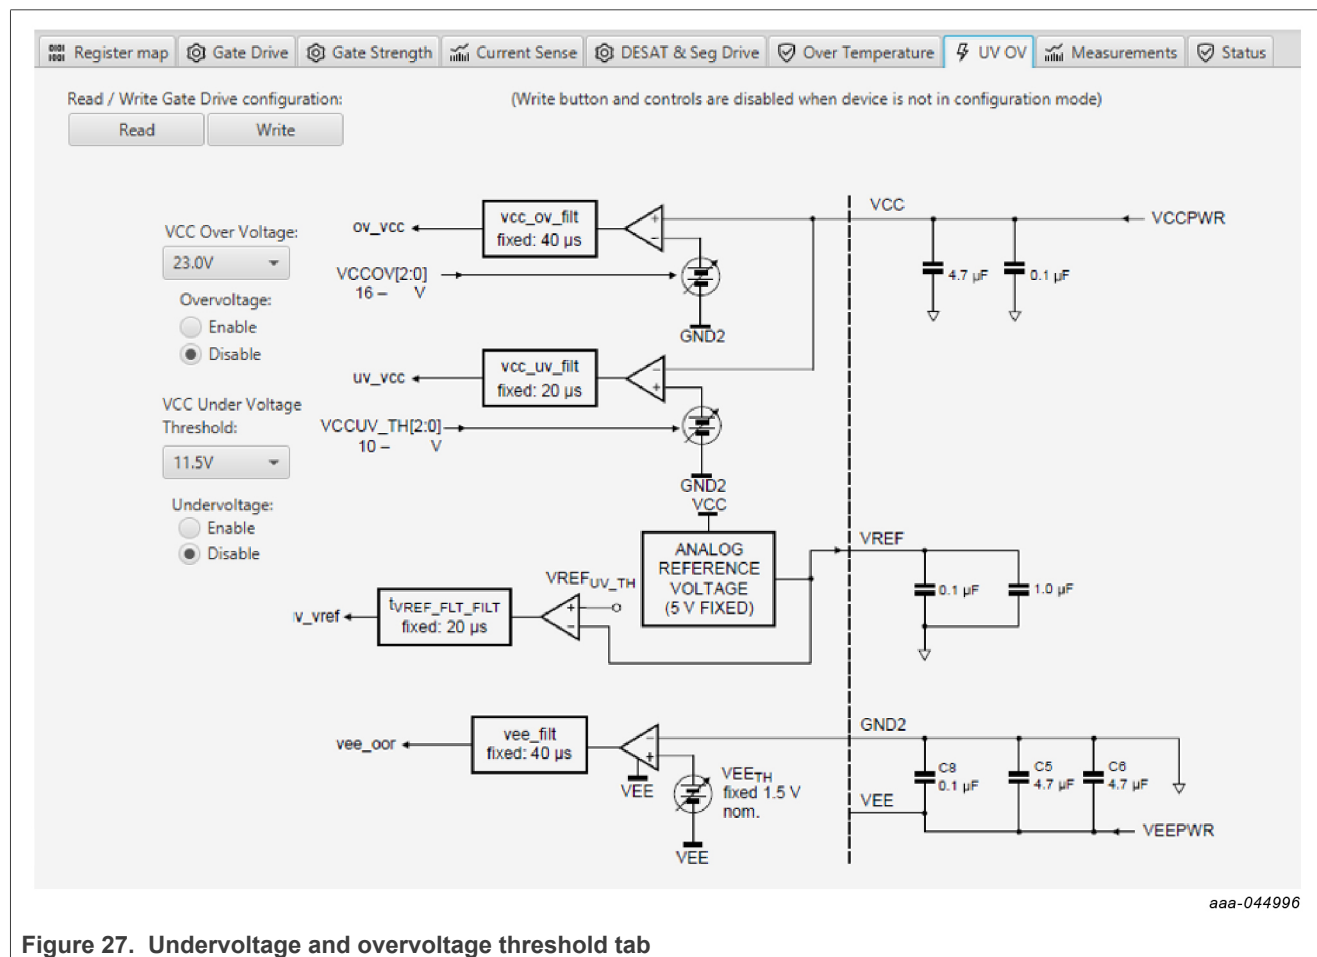 0101 1001 Register map Gate Drive Gate Strength Current Sense DESAT & Seg Drive Over Temperature UV OV Measurements Status
Read / Write Gate Drive configuration:
(Write button and controls are disabled when device is not in configuration mode)
Read Write
VCC Over Voltage:
23.0V
Overvoltage:
Enable
Disable
VCC Under Voltage
Threshold:
11.5V
Undervoltage:
Enable
Disable
ov_vcc
vcc_ov_filt
fixed: 40 µs
+
−
VCCOV[2:0]
16 – V
GND2
VCC
VCCPWR
4.7 µF
0.1 µF
uv_vcc
vcc_uv_filt
fixed: 20 µs
−
+
VCCUV_TH[2:0]
10 – V
GND2
VCC
ANALOG
REFERENCE
VOLTAGE
(5 V FIXED)
VREF
0.1 µF
1.0 µF
VREFUV_TH
+
−
ıv_vref
tVREF_FLT_FILT
fixed: 20 µs
vee_oor
vee_filt
fixed: 40 µs
−
+
VEE
VEETH
fixed 1.5 V
nom.
VEE
GND2
C8
0.1 µF
C5
4.7 µF
C6
4.7 µF
VEE
VEEPWR
aaa-044996
Figure 27. Undervoltage and overvoltage threshold tab